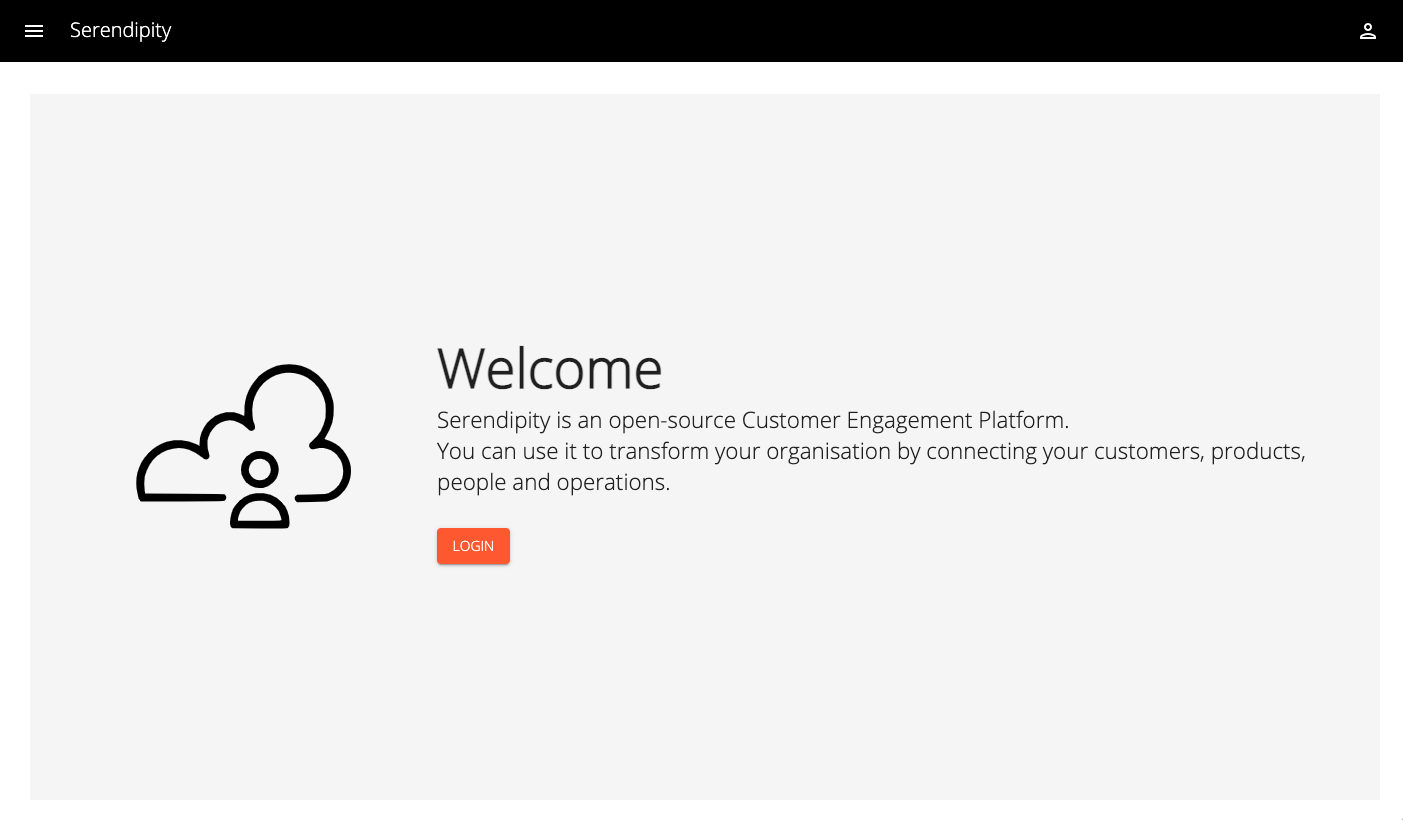 Serendipity
Welcome
Serendipity is an open-source Customer Engagement Platform.
You can use it to transform your organisation by connecting your customers, products,
people and operations.
LOGIN